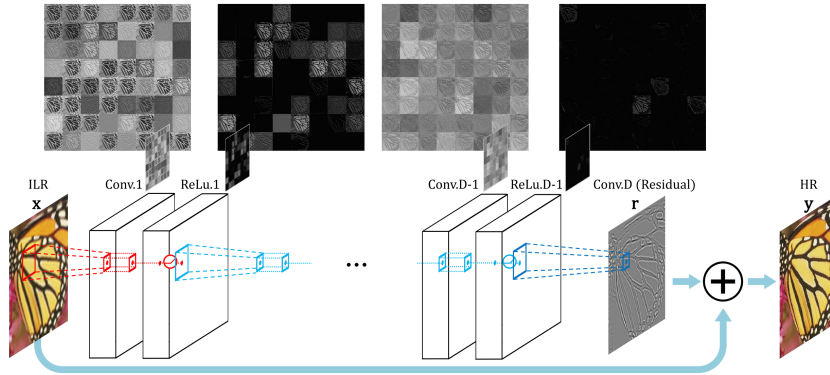 ILR
x
Conv.1
ReLu.1
...
Conv.D-1
ReLu.D-1
Conv.D (Residual)
r
HR
y